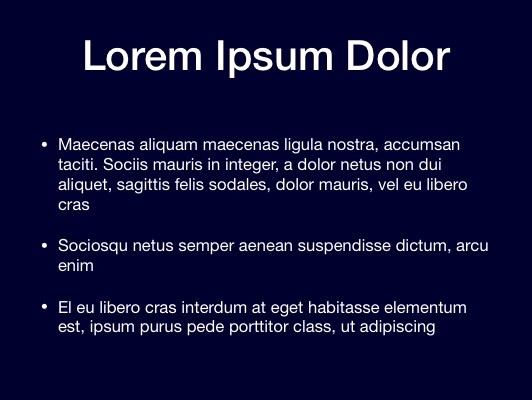 Lorem Ipsum Dolor
• Maecenas aliquam maecenas ligula nostra, accumsan
taciti. Sociis mauris in integer, a dolor netus non dui
aliquet, sagittis felis sodales, dolor mauris, vel eu libero
cras
• Sociosqu netus semper aenean suspendisse dictum, arcu
enim
• El eu libero cras interdum at eget habitasse elementum
est, ipsum purus pede porttitor class, ut adipiscing